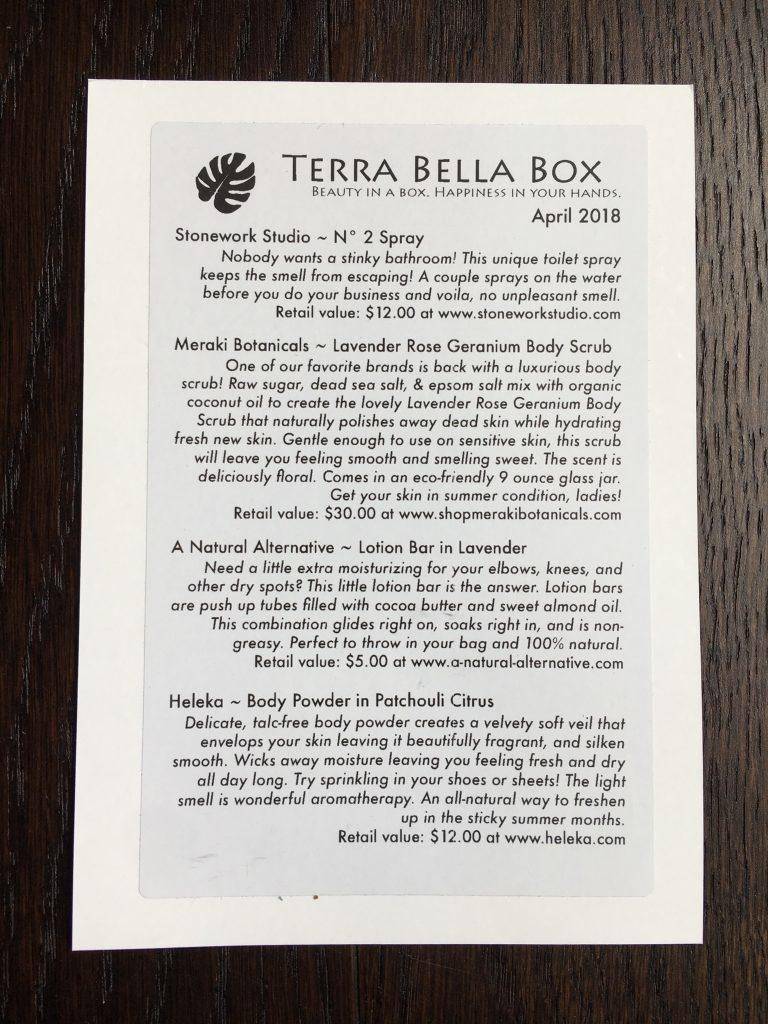 TERRA BELLA BOX
BEAUTY IN A BOX. HAPPINESS IN YOUR HANDS.
April 2018
Stonework Studio ~ N° 2 Spray
Nobody wants a stinky bathroom! This unique toilet spray
keeps the smell from escaping! A couple sprays on the water
before you do your business and voila, no unpleasant smell.
Retail value: $12.00 at www.stoneworkstudio.com
Meraki Botanicals ~ Lavender Rose Geranium Body Scrub
One of our favorite brands is back with a luxurious body
scrub! Raw sugar, dead sea salt, & epsom salt mix with organic
coconut oil to create the lovely Lavender Rose Geranium Body
Scrub that naturally polishes away dead skin while hydrating
fresh new skin. Gentle enough to use on sensitive skin, this scrub
will leave you feeling smooth and smelling sweet. The scent is
deliciously floral. Comes in an eco-friendly 9 ounce glass jar.
Get your skin in summer condition, ladies!
Retail value: $30.00 at www.shopmerakibotanicals.com
A Natural Alternative ~ Lotion Bar in Lavender
Need a little extra moisturizing for your elbows, knees, and
other dry spots? This little lotion bar is the answer. Lotion bars
are push up tubes filled with cocoa butter and sweet almond oil.
This combination glides right on, soaks right in, and is non-
greasy. Perfect to throw in your bag and 100% natural.
Retail value: $5.00 at www.a-natural-alternative.com
Heleka ~ Body Powder in Patchouli Citrus
Delicate, talc-free body powder creates a velvety soft veil that
envelops your skin leaving it beautifully fragrant, and silken
smooth. Wicks away moisture leaving you feeling fresh and dry
all day long. Try sprinkling in your shoes or sheets! The light
smell is wonderful aromatherapy. An all-natural way to freshen
up in the sticky summer months.
Retail value: $12.00 at www.heleka.com